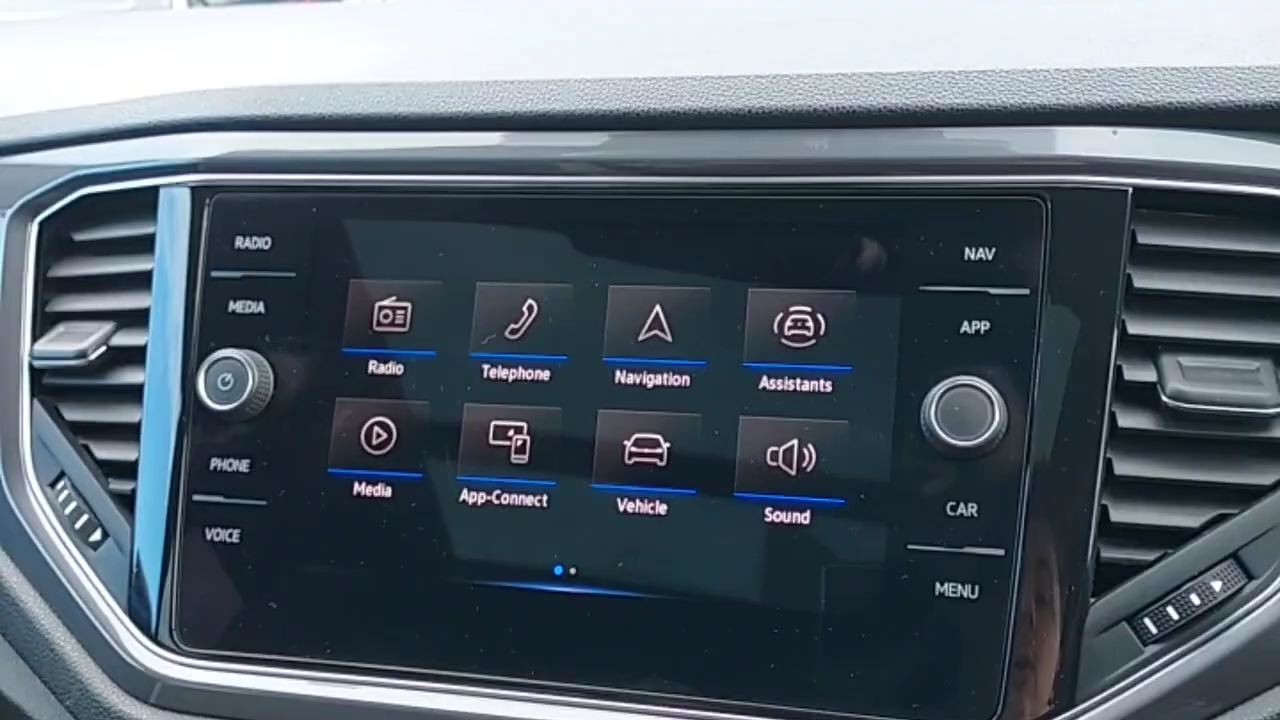 RADIO
MEDIA
PHONE
VOICE
Radio
Telephone
Navigation
Assistants
Media
App-Connect
Vehicle
Sound
NAV
APP
CAR
MENU